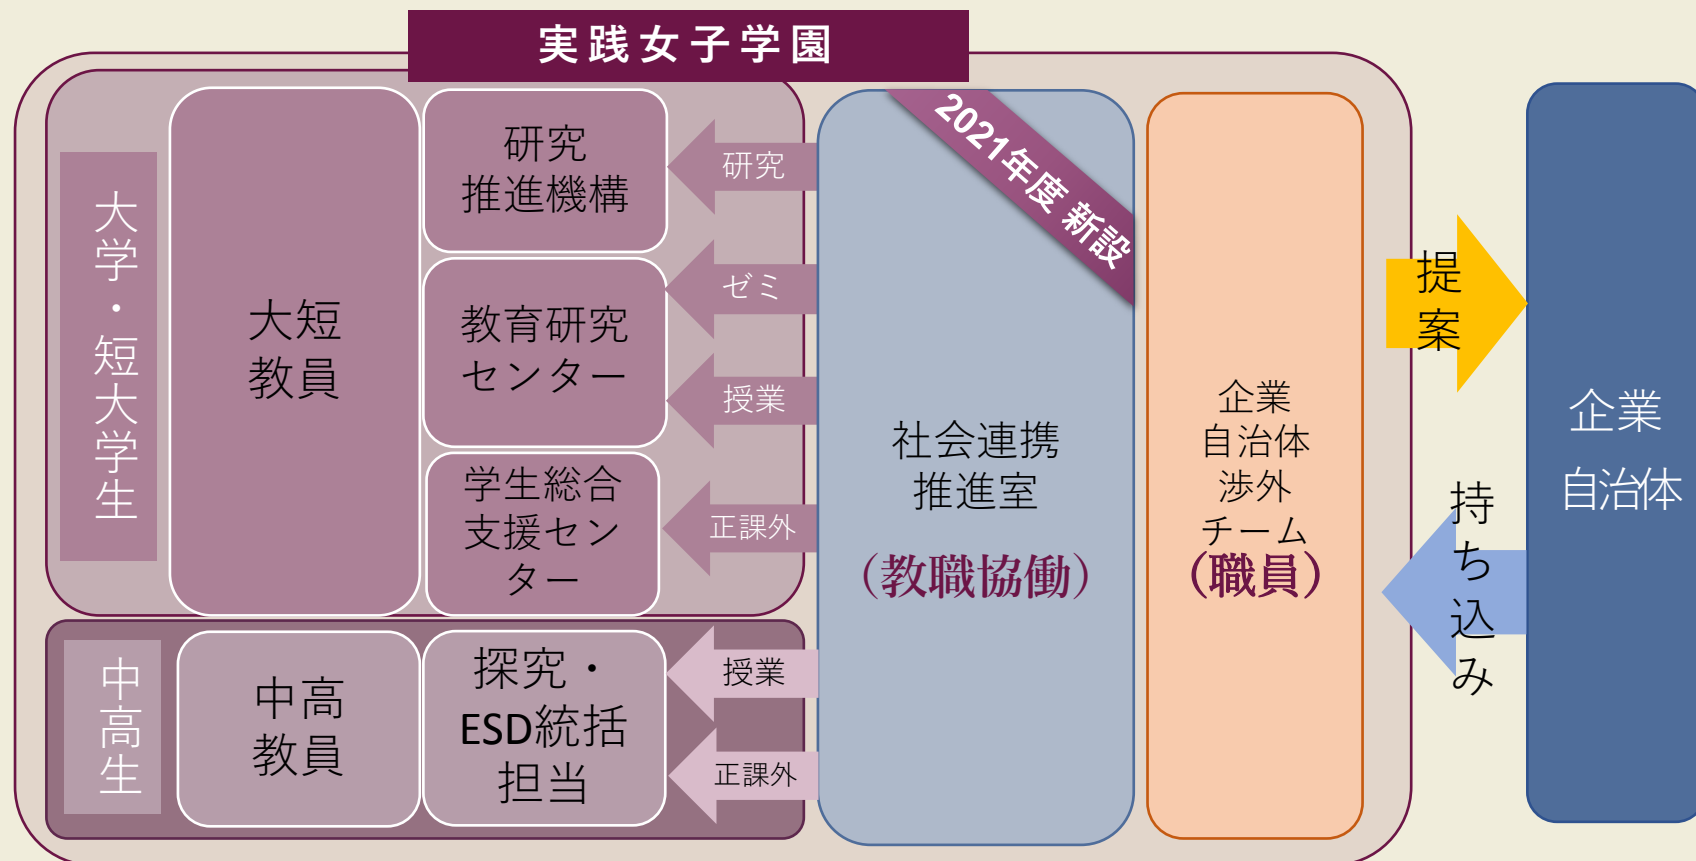 実践女子学園
大学・短大学生
大短
教員
研究
推進機構
教育研究
センター
学生総合
支援セン
ター
研究
ゼミ
授業
正課外
中高生
中高
教員
探究・
ESD統括
担当
授業
正課外
2021年度 新設
社会連携
推進室
（教職協働）
企業
自治体
渉外
チーム
（職員）
提案
持ち込み
企業
自治体